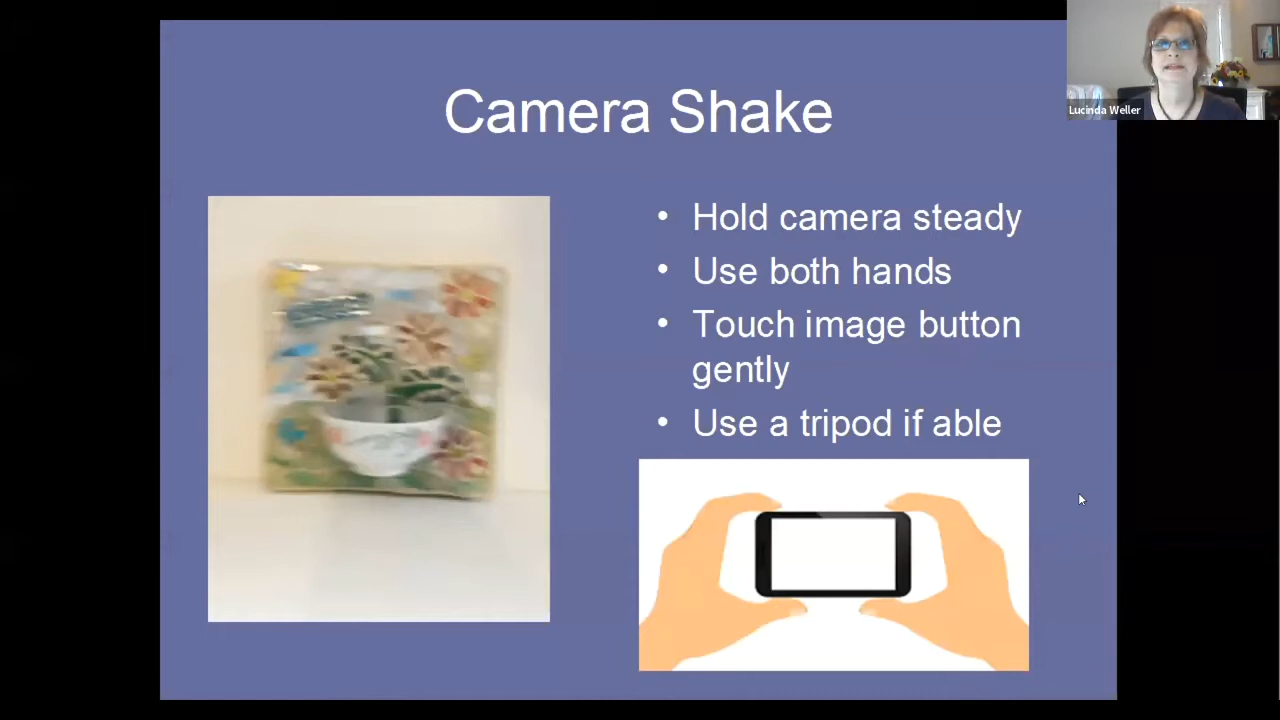 Camera Shake
Lucinda Weller
• Hold camera steady
• Use both hands
• Touch image button
gently
• Use a tripod if able